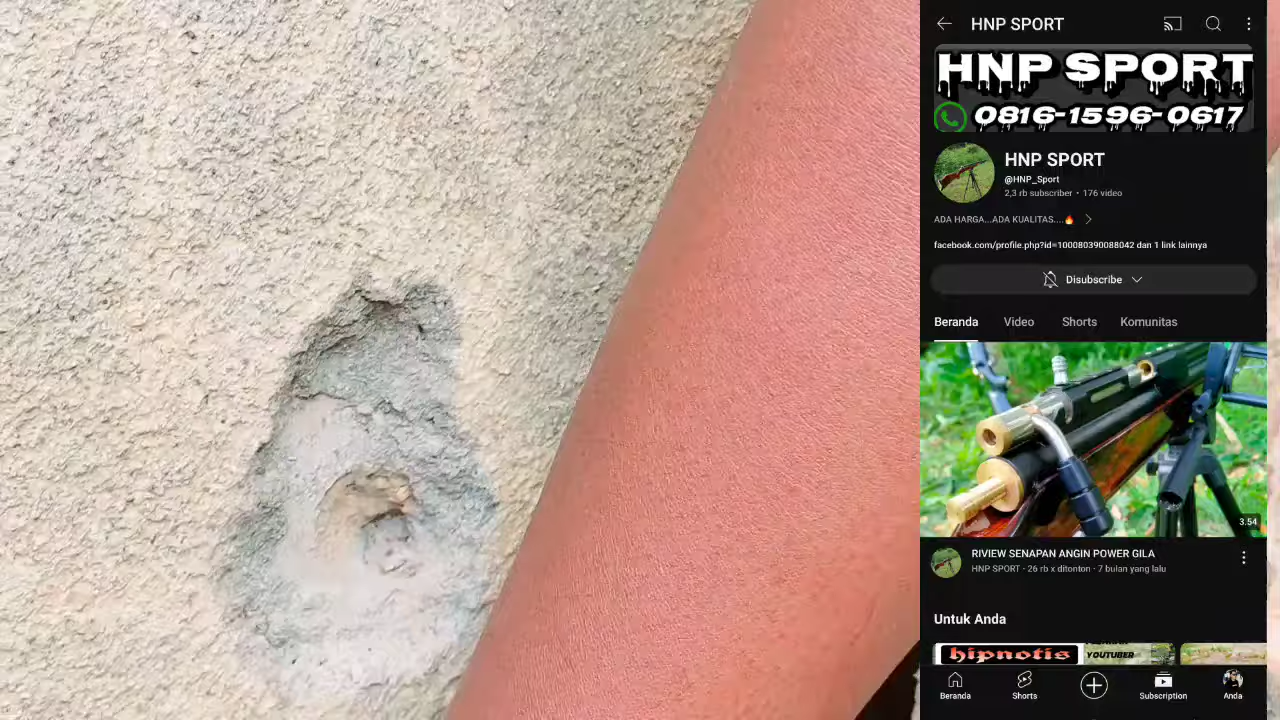 HNP SPORT
HNP SPORT
0816-1596-0617
HNP SPORT
@HNP_Sport
2,3 rb subscriber • 176 video
ADA HARGA...ADA KUALITAS....🔥
facebook.com/profile.php?id=100080390088042 dan 1 link lainnya
Disubscribe
Beranda Video Shorts Komunitas
3.54
RIVIEW SENAPAN ANGIN POWER GILA
HNP SPORT · 26 rb x ditonton · 7 bulan yang lalu
Untuk Anda
hipnotis
YOUTUBER
Beranda Shorts Subscription Anda